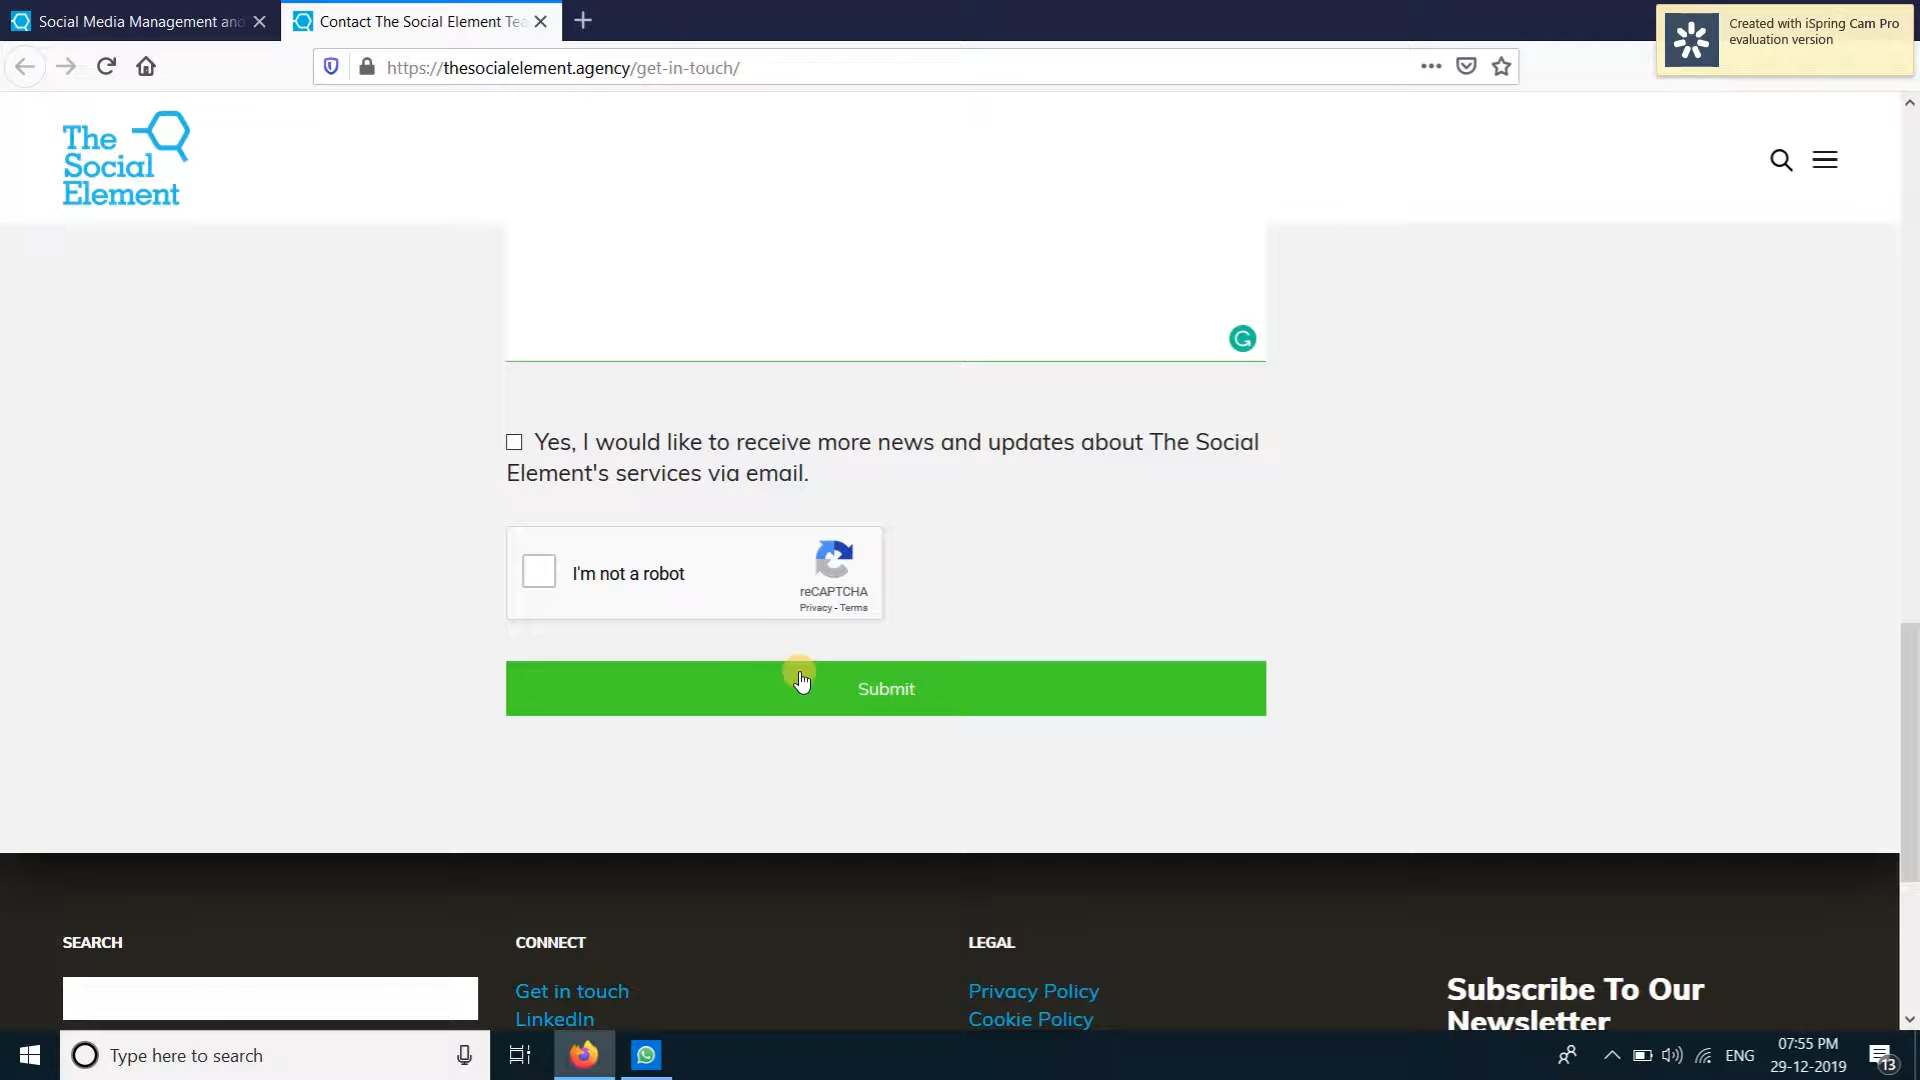 Social Media Management and
Contact The Social Element Tea
Created with iSpring Cam Pro
evaluation version
https://thesocialelement.agency/get-in-touch/
The
Social
Element
Yes, I would like to receive more news and updates about The Social
Element's services via email.
I'm not a robot
reCAPTCHA
Privacy - Terms
Submit
SEARCH
CONNECT
LEGAL
Get in touch
Privacy Policy
Subscribe To Our
Newsletter
LinkedIn
Cookie Policy
Type here to search
ENG
07:55 PM
29-12-2019
13